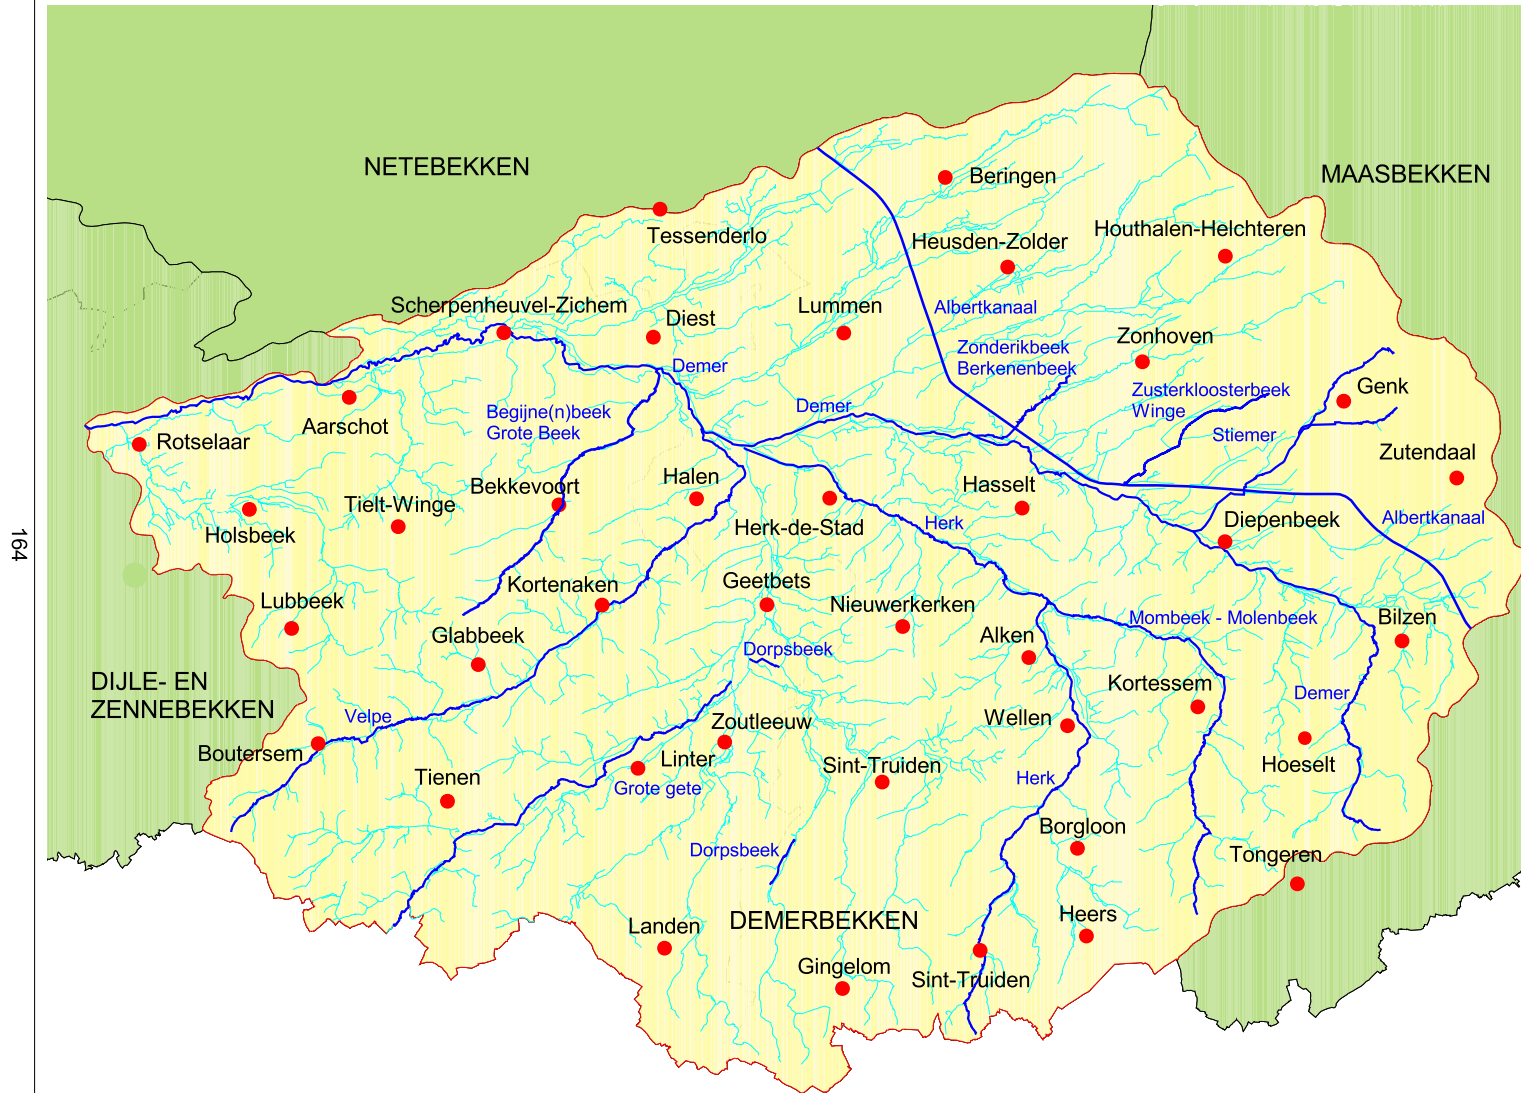 NETEBEKKEN
MAASBEKKEN
Beringen
Tessenderlo
Heusden-Zolder
Houthalen-Helchteren
Scherpenheuvel-Zichem
Diest
Lummen
Albertkanaal
Zonhoven
Zonderikbeek
Berkenenbeek
Demer
Zusterkloosterbeek
Winge
Genk
Demer
Begijne(n)beek
Grote Beek
Aarschot
Rotselaar
Stiemer
Zutendaal
Halen
Hasselt
Bekkevoort
Tielt-Winge
Holsbeek
Herk-de-Stad
Herk
Diepenbeek
Albertkanaal
164
Kortenaken
Geetbets
Nieuwerkerken
Lubbeek
Glabbeek
Alken
Mombeek - Molenbeek
Bilzen
Dorpsbeek
DIJLE- EN
ZENNEBEKKEN
Kortessem
Demer
Velpe
Zoutleeuw
Wellen
Boutersem
Linter
Sint-Truiden
Hoeselt
Tienen
Grote gete
Herk
Borgloon
Dorpsbeek
Tongeren
DEMERBEKKEN
Heers
Landen
Gingelom
Sint-Truiden